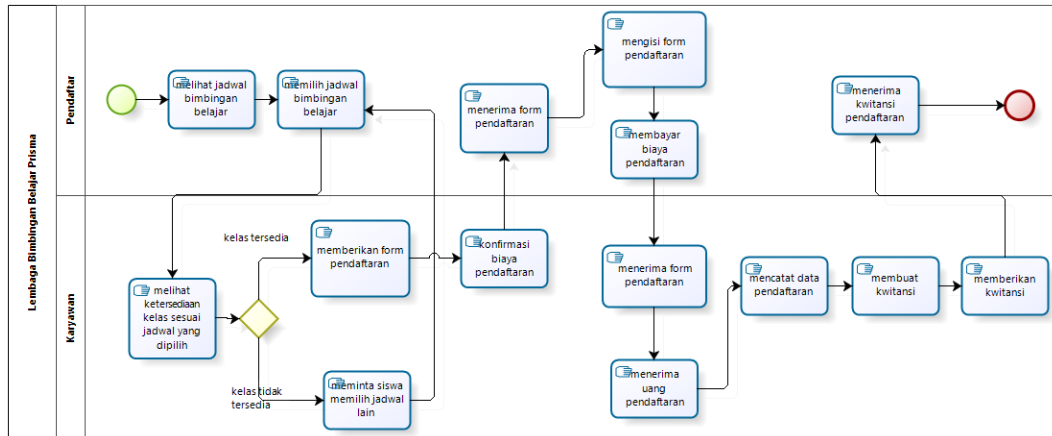 Lembaga Bimbingan Belajar Prisma
Pendaftar
melihat jadwal
bimbingan
belajar
memilih jadwal
bimbingan
belajar
menerima form
pendaftaran
mengisi form
pendaftaran
membayar
biaya
pendaftaran
menerima
kwitansi
pendaftaran
Karyawan
melihat
ketersediaan
kelas sesuai
jadwal yang
dipilih
kelas tersedia
memberikan form
pendaftaran
konfirmasi
biaya
pendaftaran
kelas tidak
tersedia
meminta siswa
memilih jadwal
lain
menerima form
pendaftaran
menerima
uang
pendaftaran
mencatat data
pendaftaran
membuat
kwitansi
memberikan
kwitansi